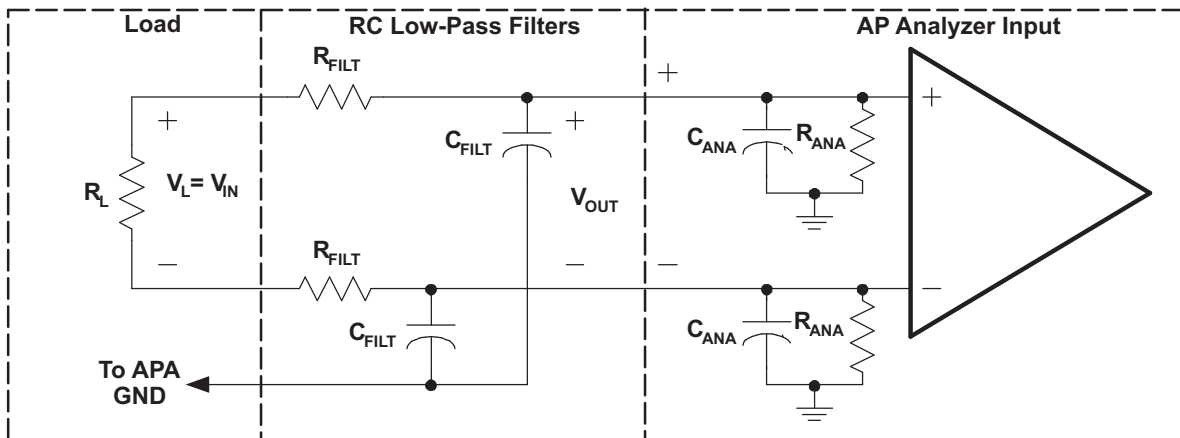 Load
RC Low-Pass Filters
AP Analyzer Input
R_FILT
+
+
+
+
C_FILT
C_ANA
R_ANA
R_L
V_L = V_IN
V_OUT
R_FILT
−
−
−
−
C_FILT
C_ANA
R_ANA
To APA
GND